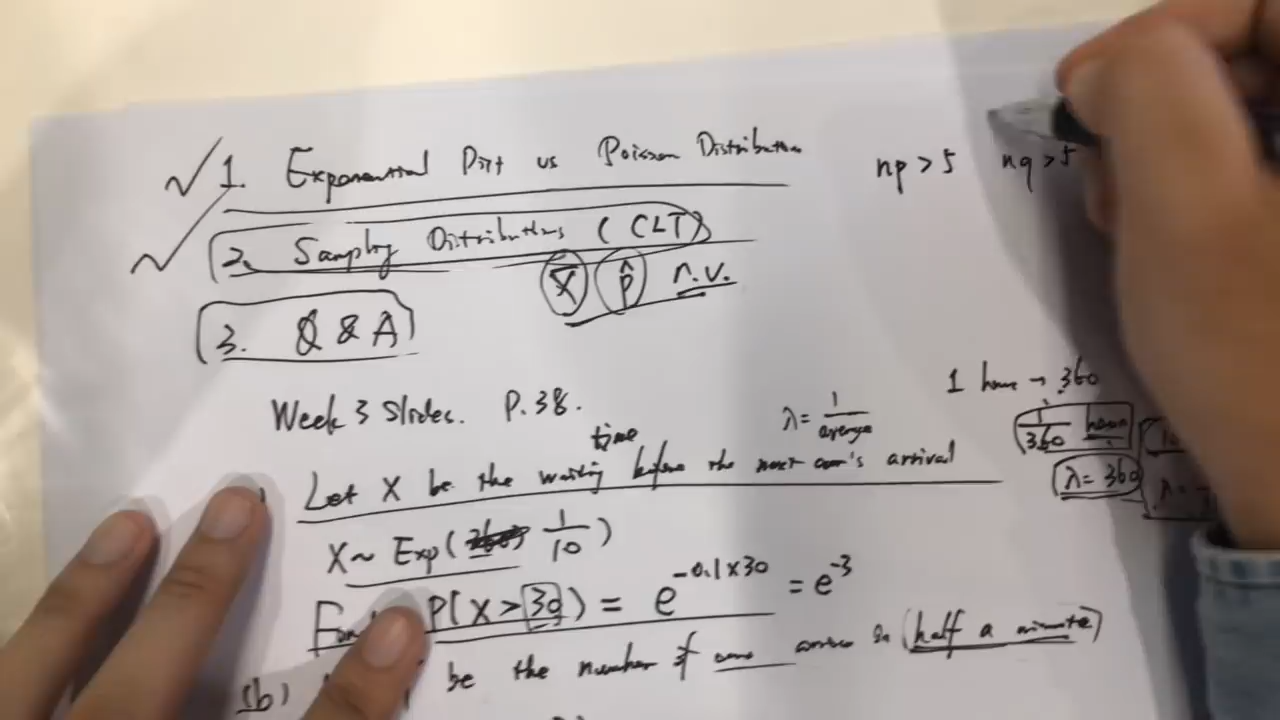 1. Exponential Dist vs Poisson Distribution
np > 5 nq > 5
2. Sampling Distributions (CLT)
X̄ p̂ r.v.
3. Q & A
Week 3 Slides. P.38.
λ = 1/average
1 hour → 360
1/360 hour
λ = 360
time
Let X be the waiting before the next car's arrival
X ~ Exp( 1/10 )
P(X > 30) = e^-0.1×30 = e^-3
(b) be the number of cars in (half a minute)